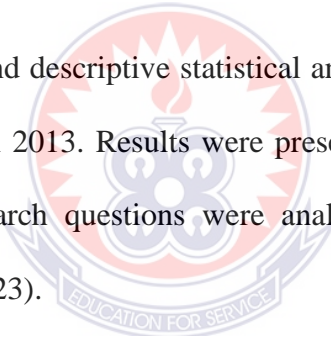 nd descriptive statistical an
2013. Results were prese
arch questions were anal
23).
EDUCATION FOR SERVICE